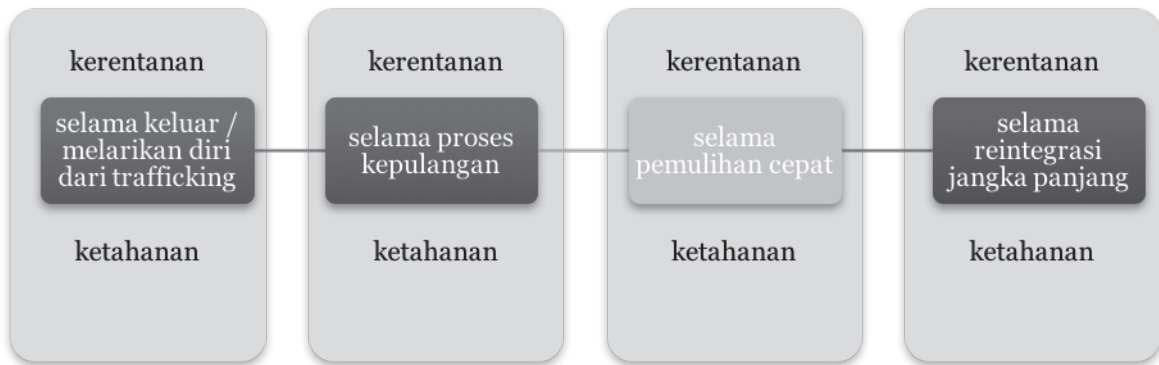 kerentanan
selama keluar /
melarikan diri
dari trafficking
ketahanan
kerentanan
selama proses
kepulangan
ketahanan
kerentanan
selama
pemulihan cepat
ketahanan
kerentanan
selama
reintegrasi
jangka panjang
ketahanan